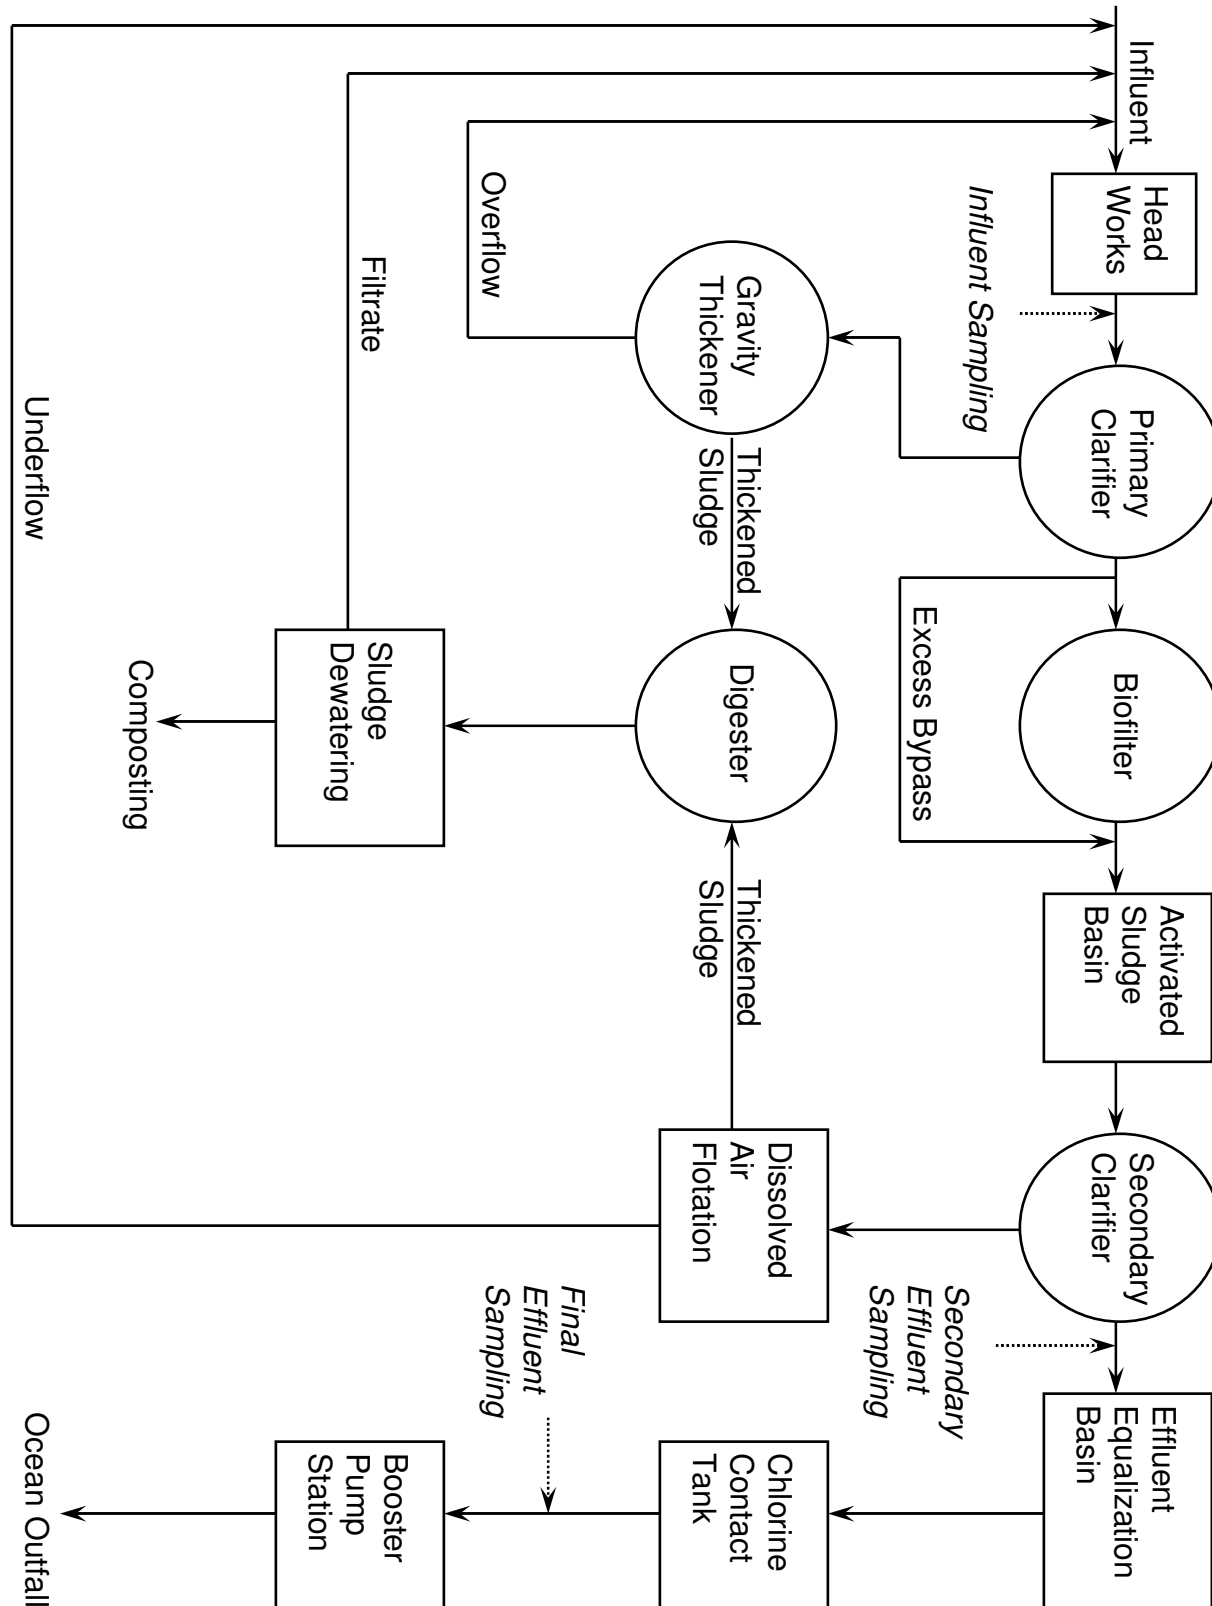 Influent
Head
Works
Influent Sampling
Primary
Clarifier
Biofilter
Excess Bypass
Activated
Sludge
Basin
Secondary
Clarifier
Secondary
Effluent
Sampling
Effluent
Equalization
Basin
Overflow
Gravity
Thickener
Thickened
Sludge
Digester
Thickened
Sludge
Dissolved
Air
Flotation
Chlorine
Contact
Tank
Final
Effluent
Sampling
Filtrate
Sludge
Dewatering
Booster
Pump
Station
Composting
Underflow
Ocean Outfall